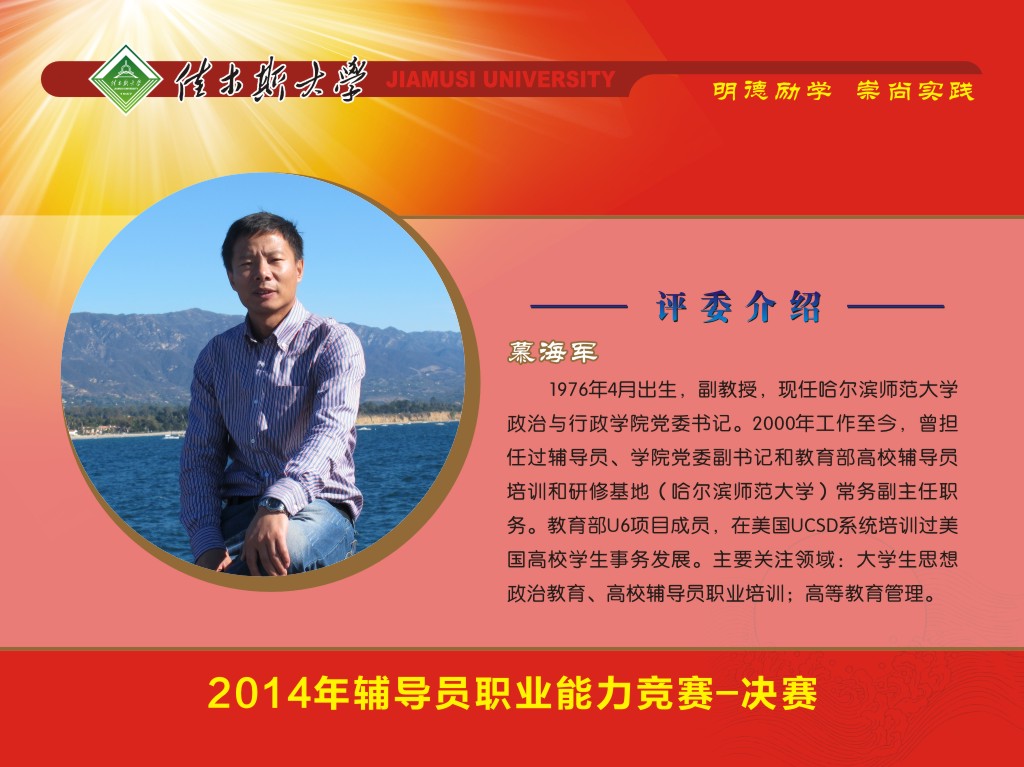 佳木斯大学 JIAMUSI UNIVERSITY
明德励学 崇尚实践
评委介绍
慕海军
1976年4月出生，副教授，现任哈尔滨师范大学
政治与行政学院党委书记。2000年工作至今，曾担
任过辅导员、学院党委副书记和教育部高校辅导员
培训和研修基地（哈尔滨师范大学）常务副主任职
务。教育部U6项目成员，在美国UCSD系统培训过美
国高校学生事务发展。主要关注领域：大学生思想
政治教育、高校辅导员职业培训；高等教育管理。
2014年辅导员职业能力竞赛-决赛